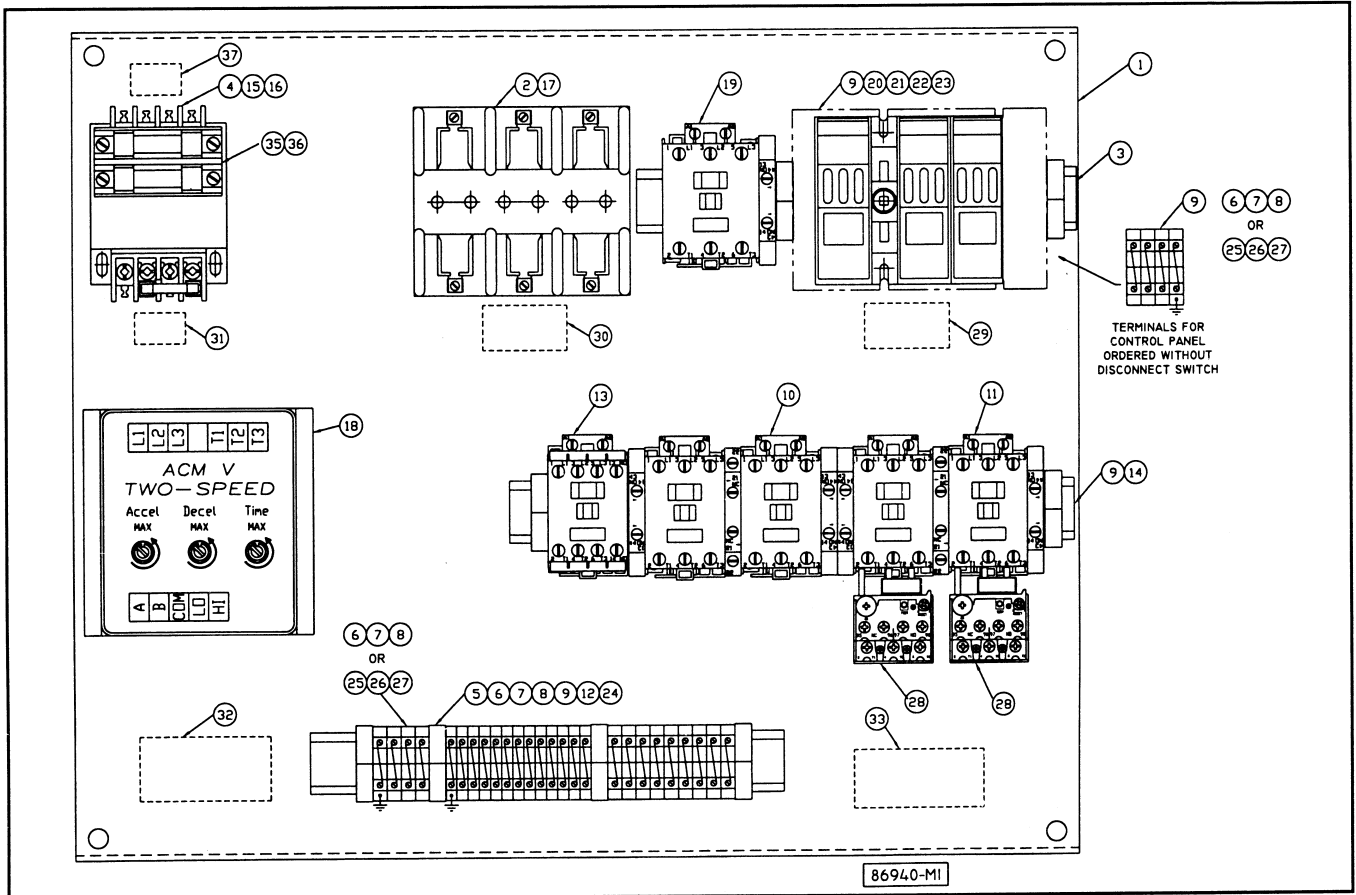 37
4 15 16
2 17
19
9 20 21 22 23
1
35 36
3
9 6 7 8
OR
25 26 27
TERMINALS FOR
CONTROL PANEL
ORDERED WITHOUT
DISCONNECT SWITCH
31
30
29
13
10
11
18
L1 L2 L3 T1 T2 T3
ACM V
TWO-SPEED
Accel Decel Time
MAX MAX MAX
A B COM LO HI
9 14
6 7 8
OR
25 26 27
5 6 7 8 9 12 24
28
28
32
33
86940-MI